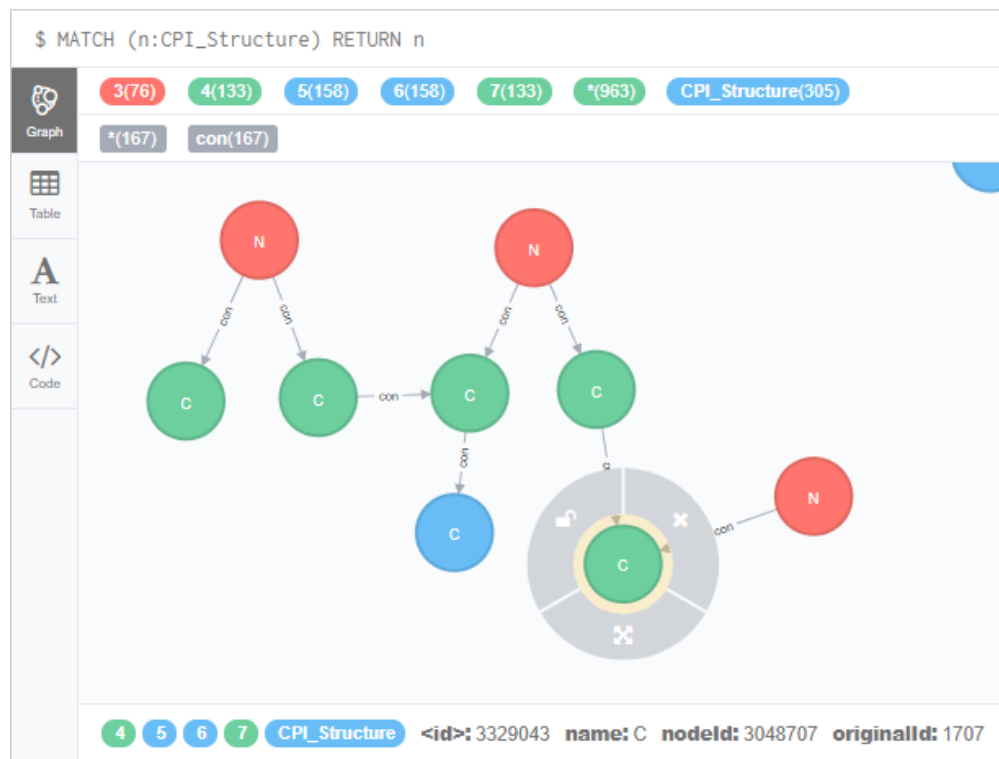 $ MATCH (n:CPI_Structure) RETURN n
Graph
3(76) 4(133) 5(158) 6(158) 7(133) *(963) CPI_Structure(305)
*(167) con(167)
Table
Text
Code
N
N
con
con
con
con
C
C
con
C
C
con
C
N
con
C
4 5 6 7 CPI_Structure <id>: 3329043 name: C nodeId: 3048707 originalId: 1707